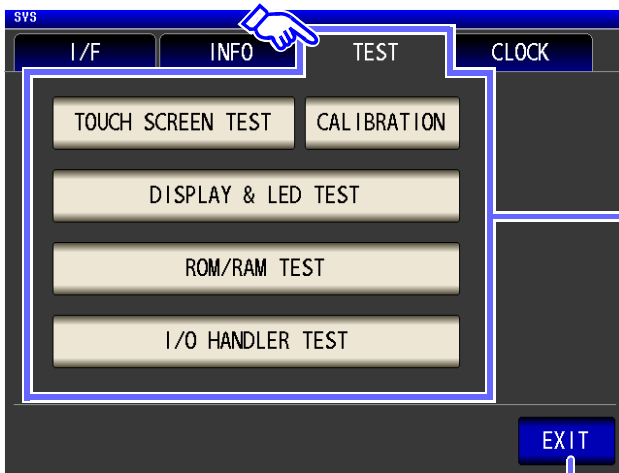 SYS
I/F INFO TEST CLOCK
TOUCH SCREEN TEST CALIBRATION
DISPLAY & LED TEST
ROM/RAM TEST
I/O HANDLER TEST
EXIT